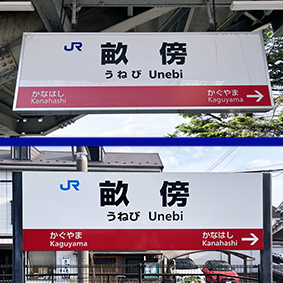 JR 畝傍
うねび Unebi
かなはし かぐやま
Kanahashi Kaguyama →
JR 畝傍
うねび Unebi
かぐやま かなはし
Kaguyama Kanahashi →